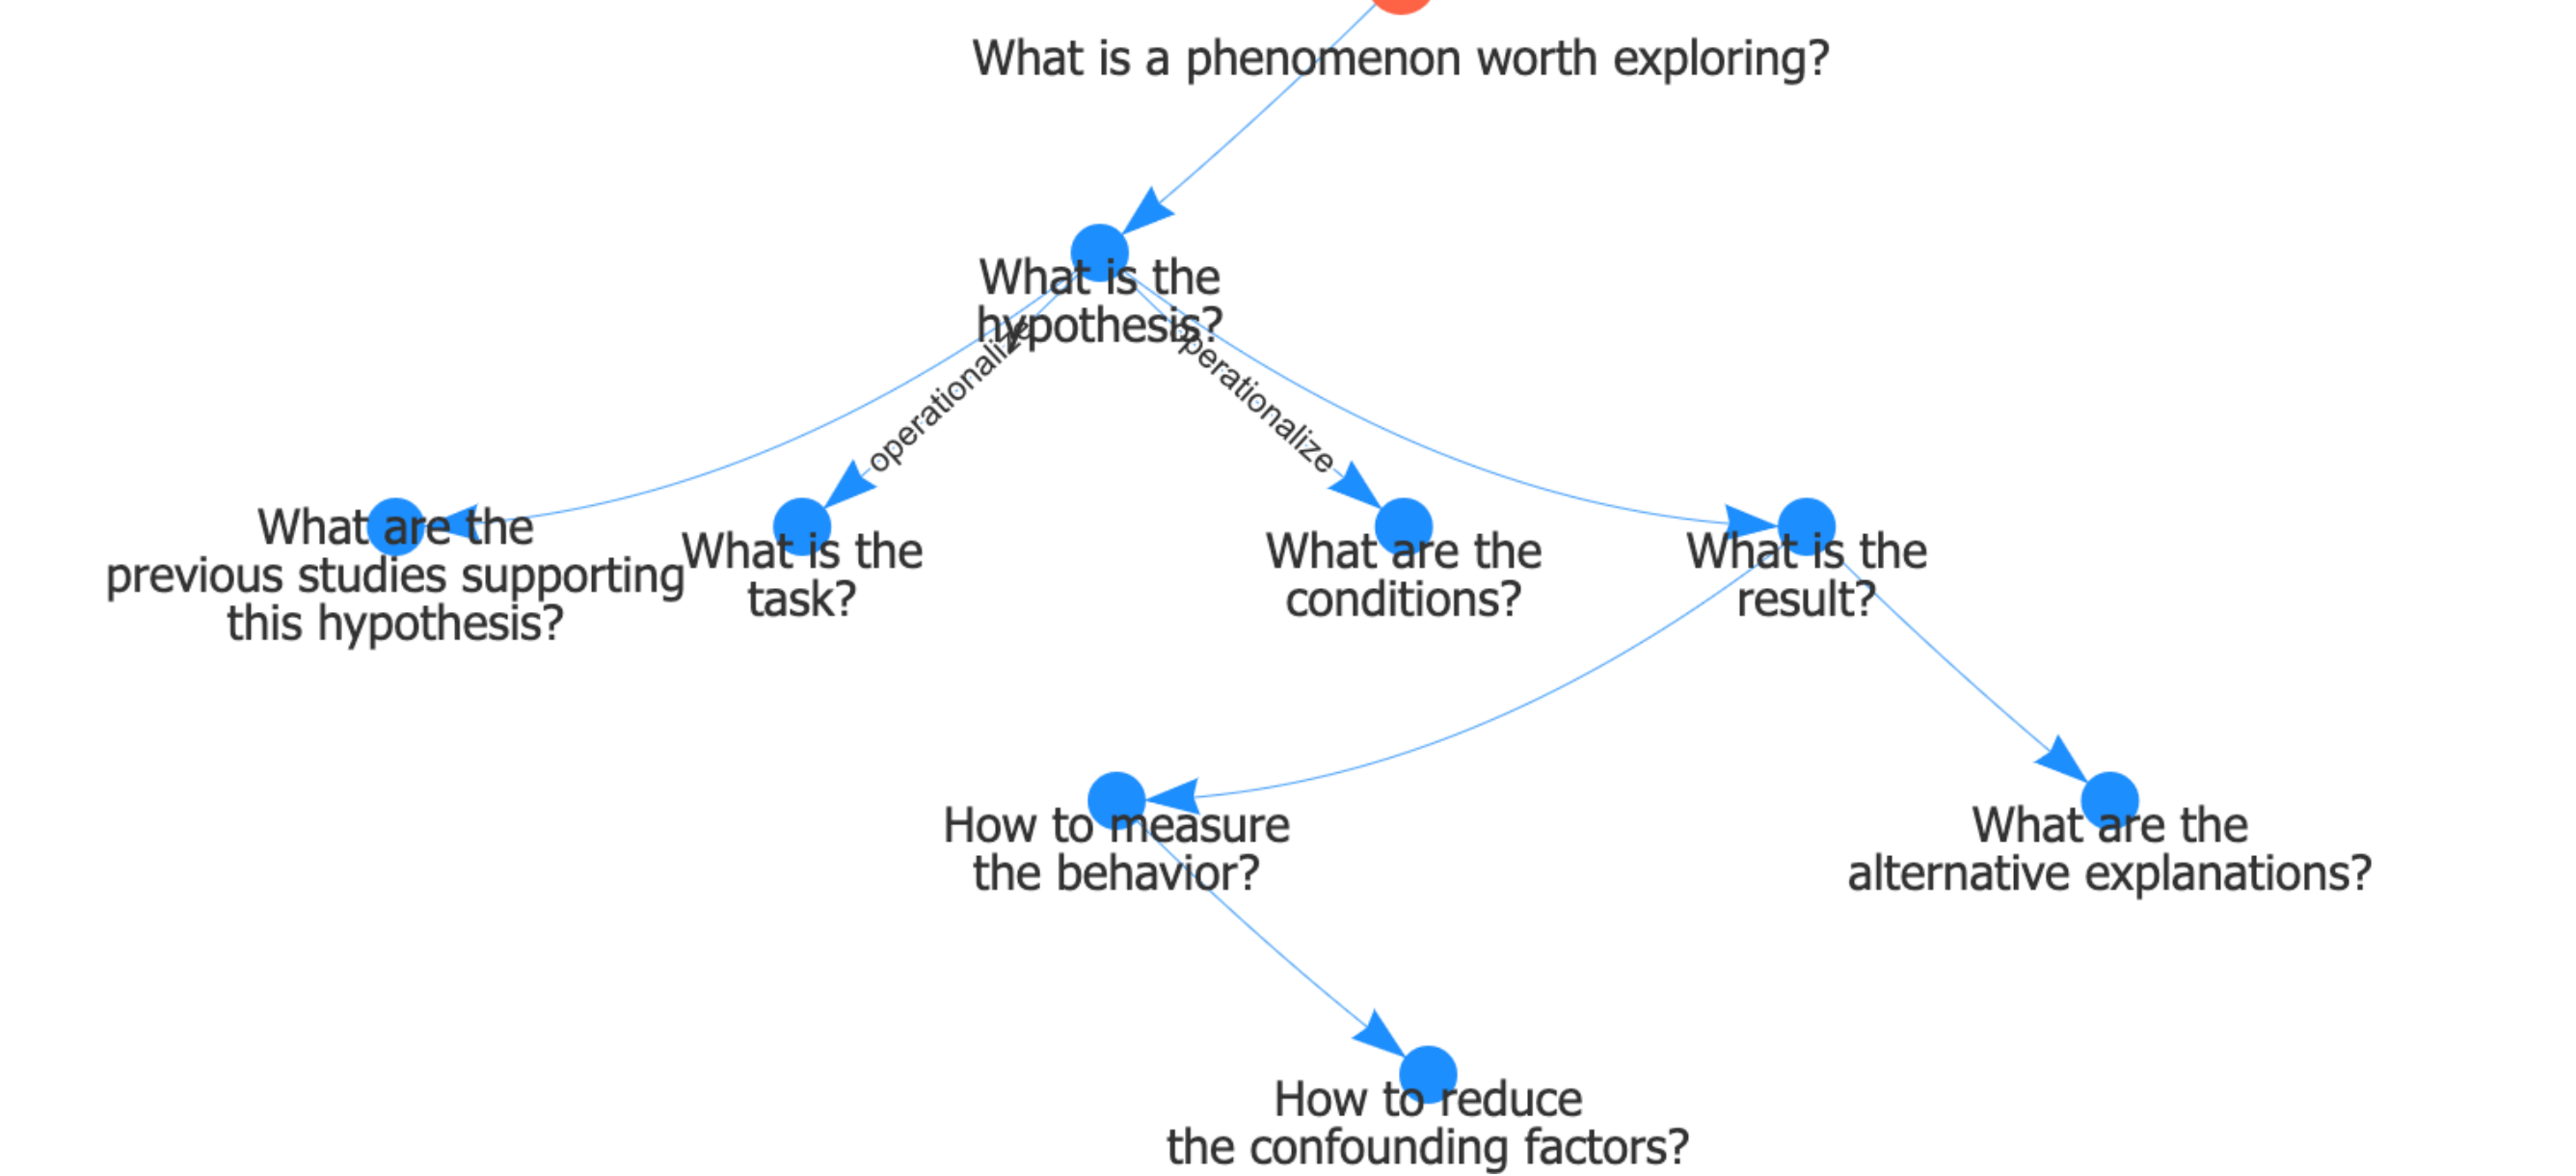 What is a phenomenon worth exploring?
What is the
hypothesis?
operationalize
operationalize
What are the
previous studies supporting
this hypothesis?
What is the
task?
What are the
conditions?
What is the
result?
How to measure
the behavior?
What are the
alternative explanations?
How to reduce
the confounding factors?